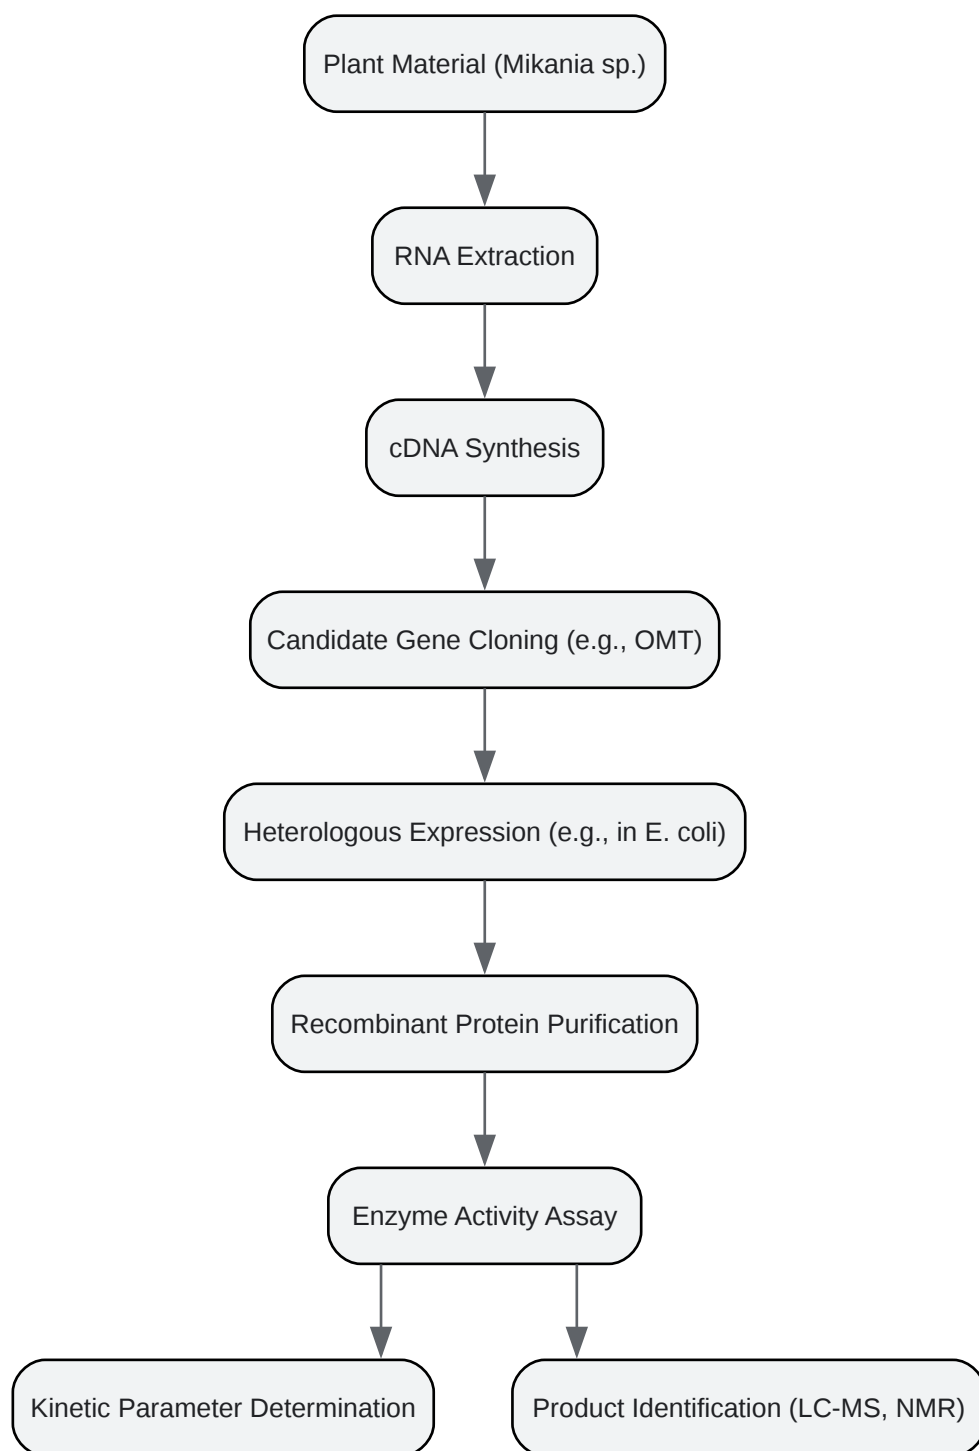 Plant Material (Mikania sp.)
RNA Extraction
cDNA Synthesis
Candidate Gene Cloning (e.g., OMT)
Heterologous Expression (e.g., in E. coli)
Recombinant Protein Purification
Enzyme Activity Assay
Kinetic Parameter Determination
Product Identification (LC-MS, NMR)